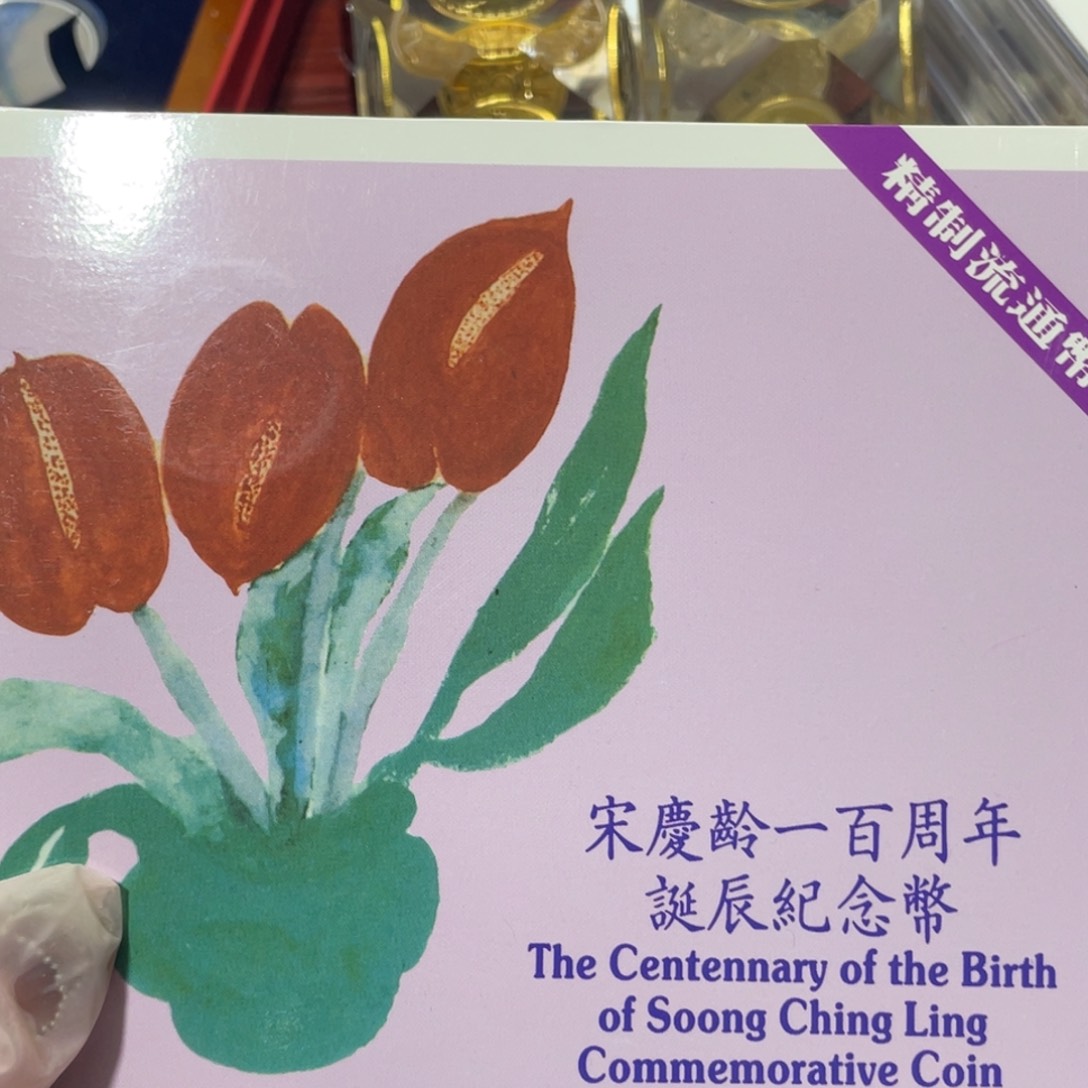 精制流通幣
宋慶齡一百周年
誕辰紀念幣
The Centennary of the Birth
of Soong Ching Ling
Commemorative Coin